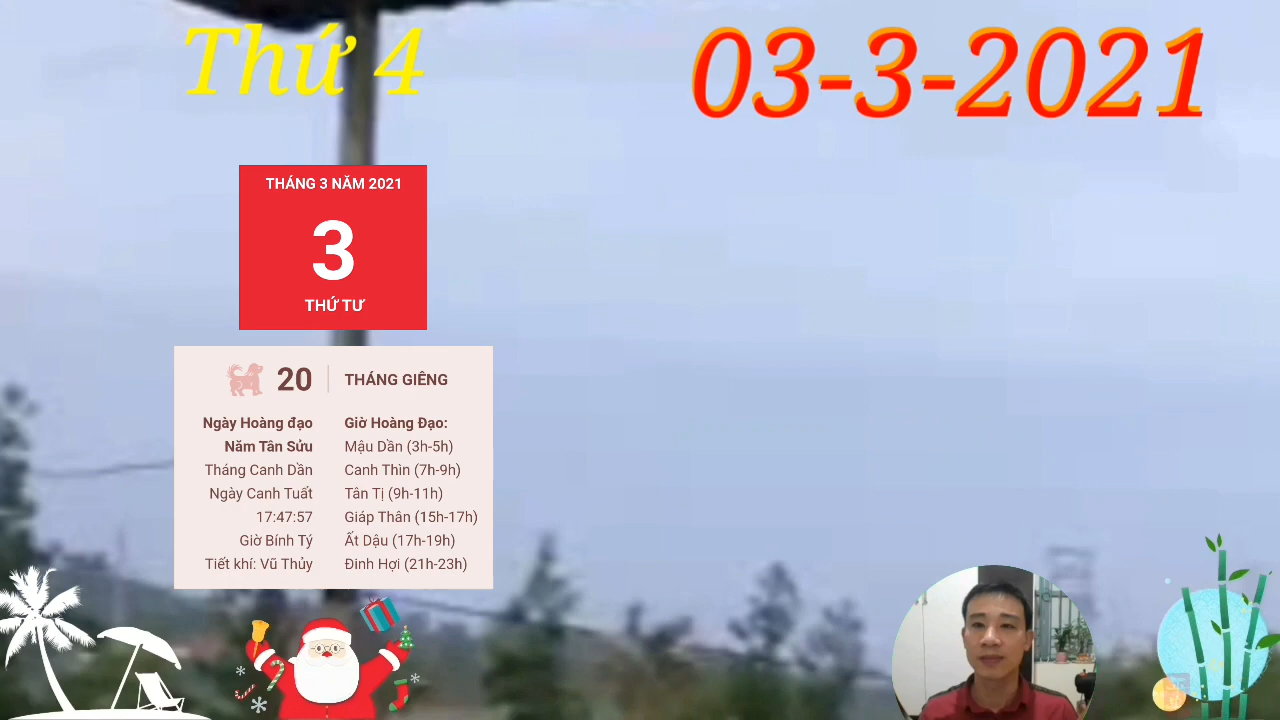 Thứ 4
03-3-2021
THÁNG 3 NĂM 2021
3
THỨ TƯ
20
THÁNG GIÊNG
Ngày Hoàng đạo
Năm Tân Sửu
Tháng Canh Dần
Ngày Canh Tuất
17:47:57
Giờ Bính Tý
Tiết khí: Vũ Thủy
Giờ Hoàng Đạo:
Mậu Dần (3h-5h)
Canh Thìn (7h-9h)
Tân Tị (9h-11h)
Giáp Thân (15h-17h)
Ất Dậu (17h-19h)
Đinh Hợi (21h-23h)